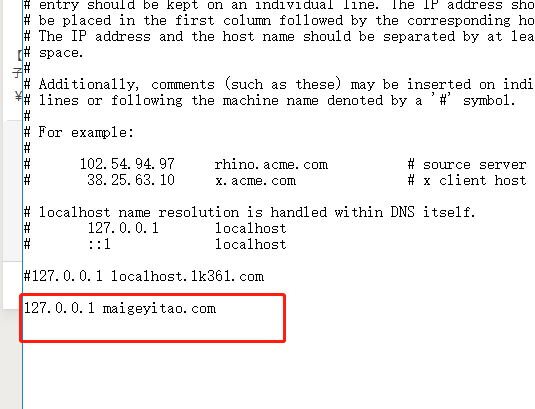 # entry should be kept on an individual line. The IP address sho
# be placed in the first column followed by the corresponding ho
# The IP address and the host name should be separated by at lea
# space.
#
# Additionally, comments (such as these) may be inserted on indi
# lines or following the machine name denoted by a '#' symbol.
#
# For example:
#
#      102.54.94.97     rhino.acme.com          # source server
#       38.25.63.10     x.acme.com              # x client host

# localhost name resolution is handled within DNS itself.
#       127.0.0.1       localhost
#       ::1             localhost

#127.0.0.1 localhost.lk361.com

127.0.0.1 maigeyitao.com